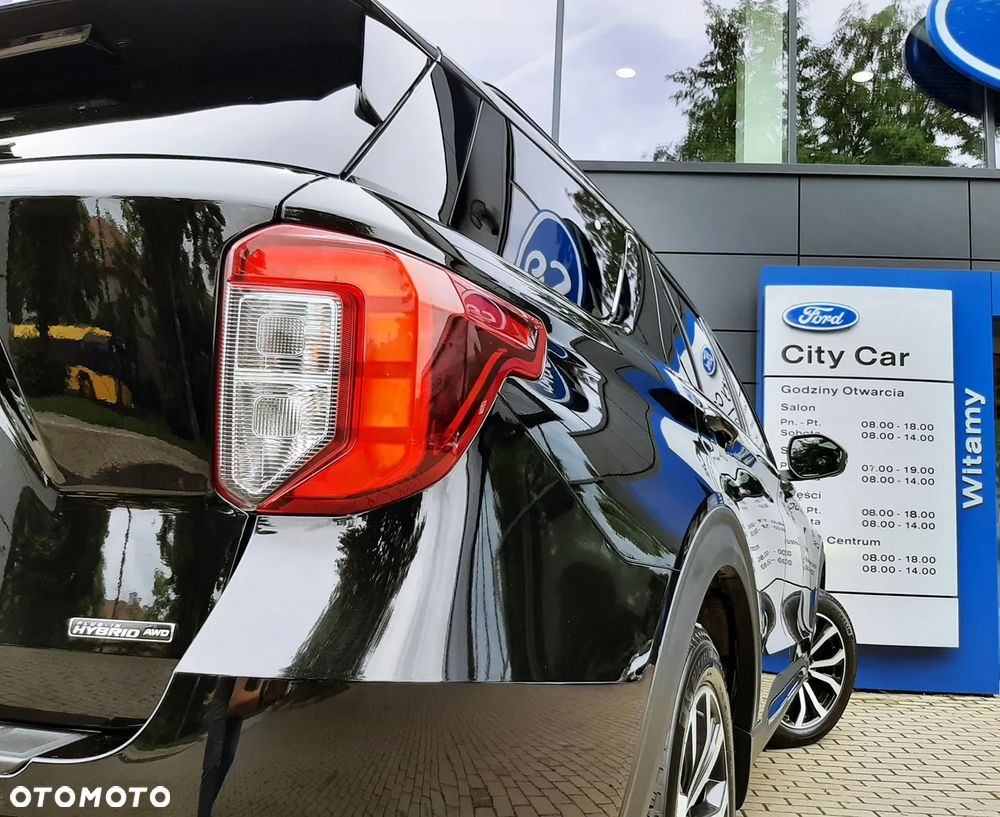 Ford
City Car
Godziny Otwarcia
Salon
Pn. - Pt. 08.00 - 18.00
Sobota 08.00 - 14.00
07.00 - 19.00
08.00 - 14.00
Pt. 08.00 - 18.00
08.00 - 14.00
Centrum
08.00 - 18.00
08.00 - 14.00
Witamy
PLUG-IN
HYBRID AWD
OTOMOTO